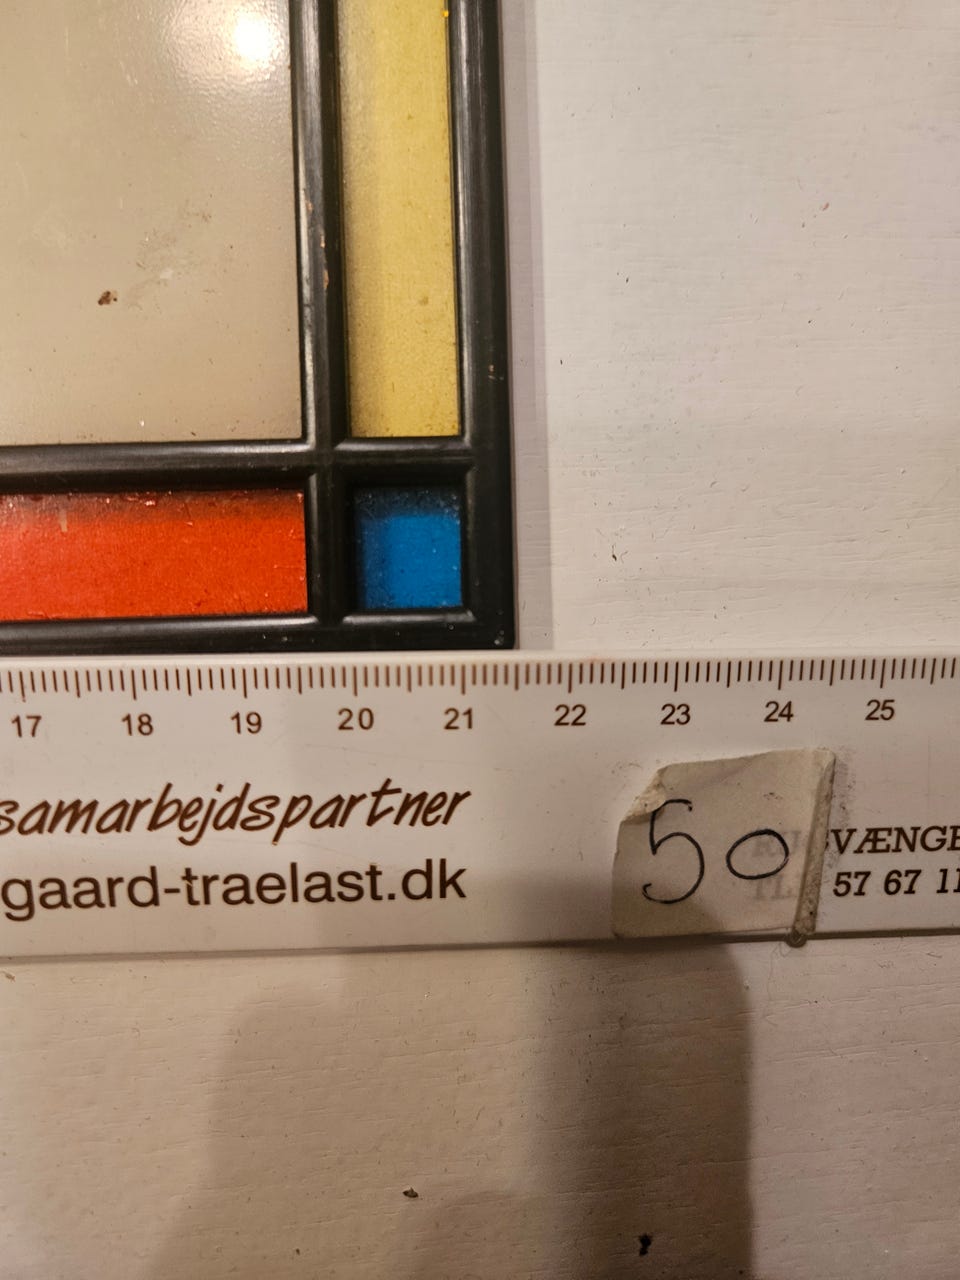 17 18 19 20 21 22 23 24 25
samarbejdspartner
gaard-traelast.dk
50
VÆNGE
57 67 11